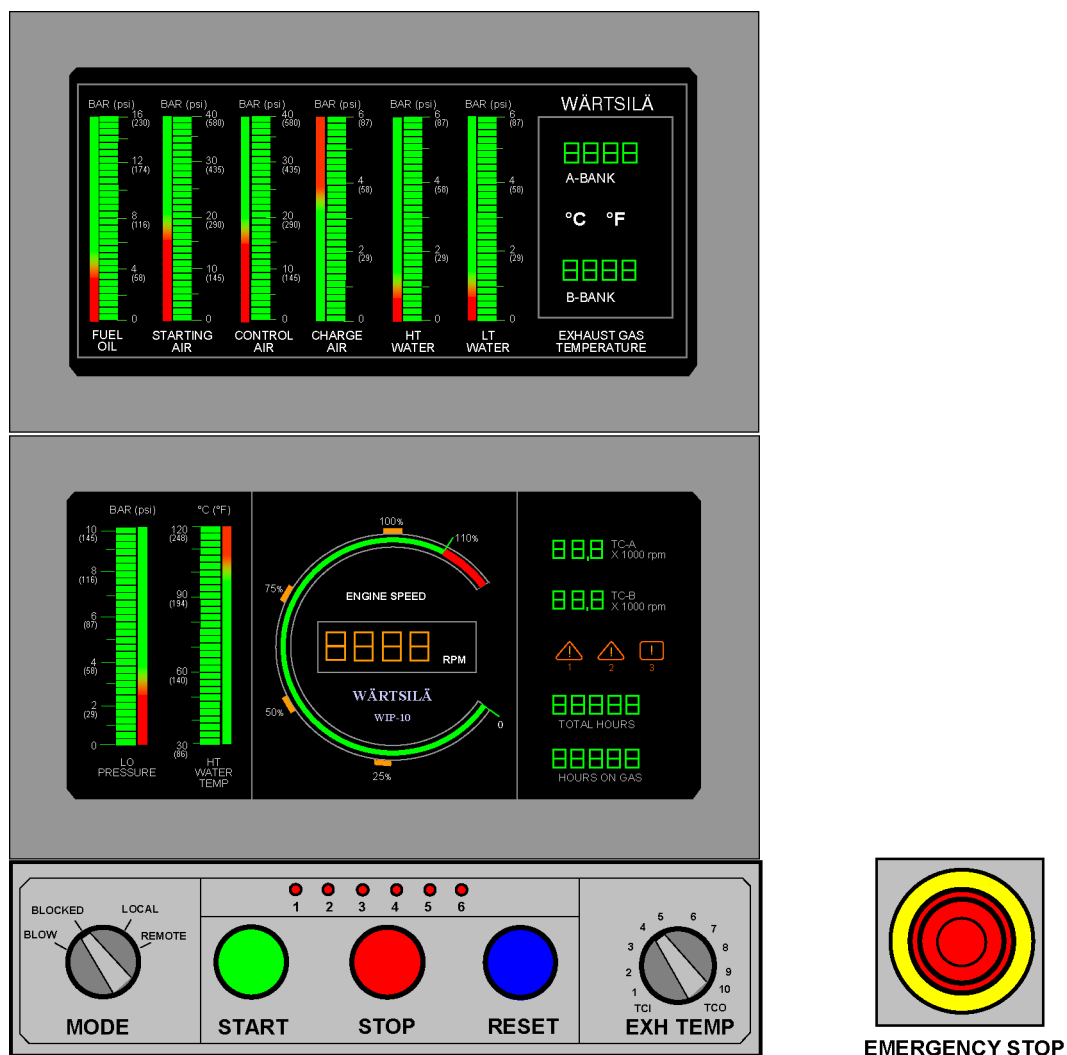 BAR (psi) BAR (psi) BAR (psi) BAR (psi) BAR (psi) BAR (psi) WÄRTSILÄ
16 40 40 6 6 6
(230) (580) (580) (87) (87) (87)
12 30 30 4 4 4
(174) (435) (435) (58) (58) (58)
8 20 20 2 2 2
(116) (290) (290) (29) (29) (29)
4 10 10
(58) (145) (145)
0 0 0 0 0 0
8888
A-BANK
°C °F
8888
B-BANK
FUEL OIL
STARTING AIR
CONTROL AIR
CHARGE AIR
HT WATER
LT WATER
EXHAUST GAS
TEMPERATURE
BAR (psi)
10
(145)
8
(116)
6
(87)
4
(58)
2
(29)
0
LO
PRESSURE
°C (°F)
120
(248)
90
(194)
60
(140)
30
(86)
HT
WATER
TEMP
100%
110%
75%
50%
25%
0
ENGINE SPEED
8888 RPM
WÄRTSILÄ
WIP-10
88,8 TC-A
X 1000 rpm
88,8 TC-B
X 1000 rpm
! ! !
1 2 3
88888
TOTAL HOURS
88888
HOURS ON GAS
BLOW BLOCKED LOCAL REMOTE
MODE
1 2 3 4 5 6
START STOP RESET
TCI 1 2 3 4 5 6 7 8 9 10 TCO
EXH TEMP
EMERGENCY STOP